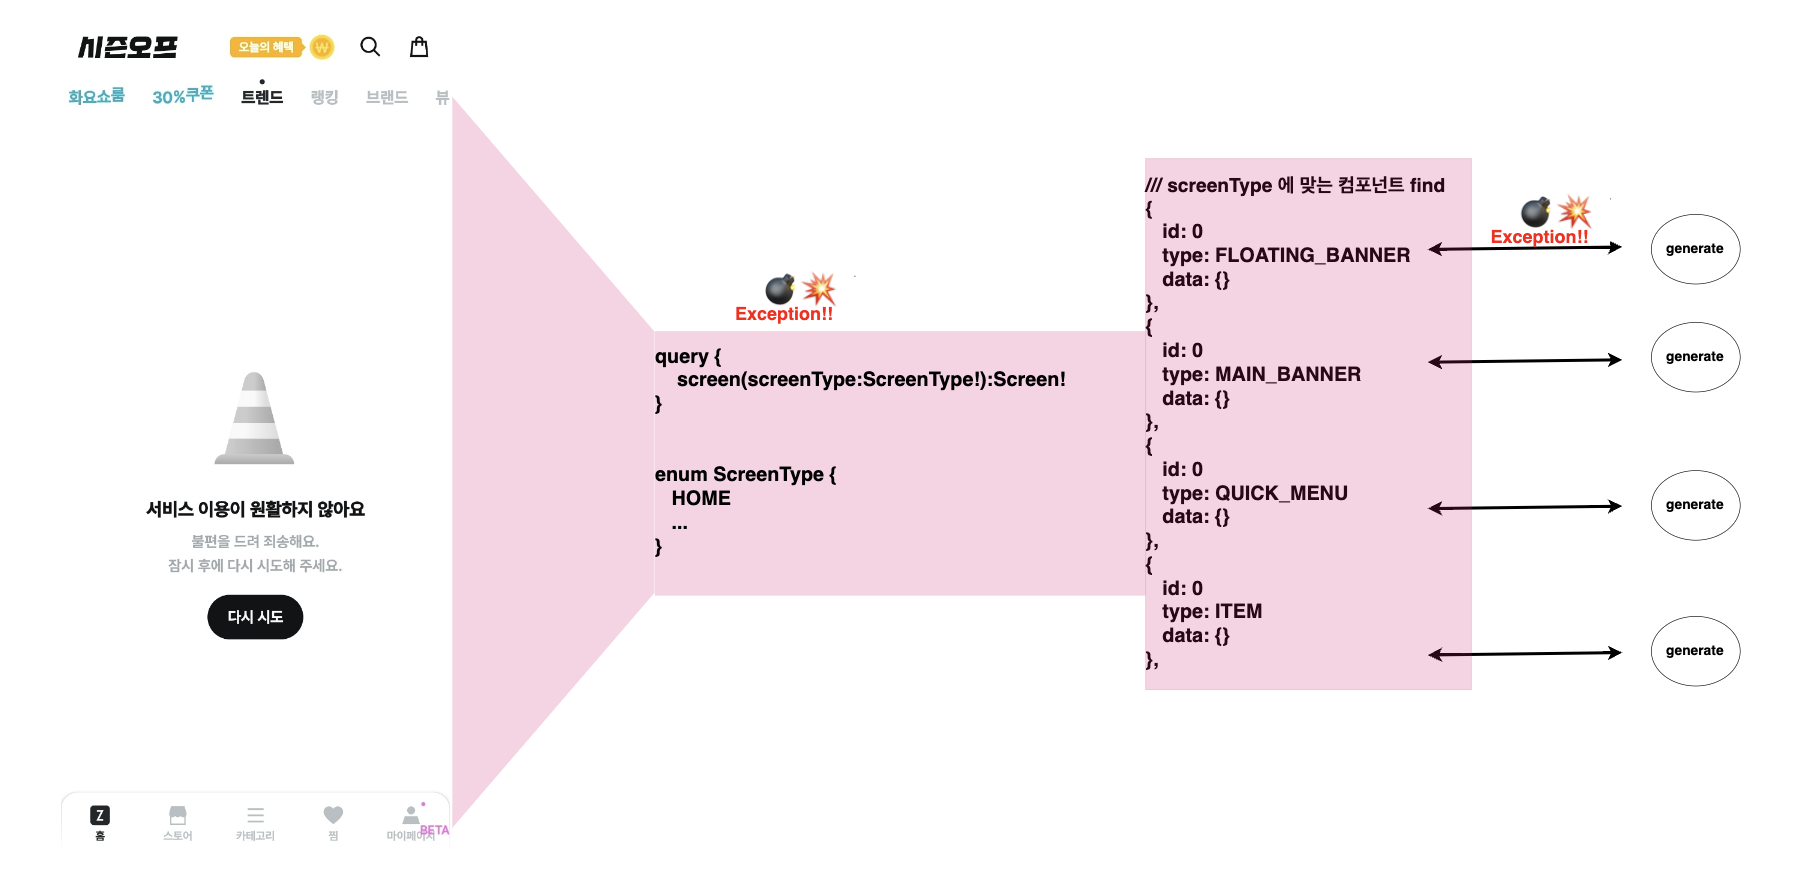 시즌오프
오늘의 혜택
화요쇼룸 30%쿠폰 트렌드 랭킹 브랜드 뷰
서비스 이용이 원활하지 않아요
불편을 드려 죄송해요.
잠시 후에 다시 시도해 주세요.
다시 시도
Z
홈 스토어 카테고리 찜 마이페이지
BETA
Exception!!
query {
screen(screenType:ScreenType!):Screen!
}
enum ScreenType {
HOME
...
}
/// screenType 에 맞는 컴포넌트 find
{
id: 0
type: FLOATING_BANNER
data: {}
},
{
id: 0
type: MAIN_BANNER
data: {}
},
{
id: 0
type: QUICK_MENU
data: {}
},
{
id: 0
type: ITEM
data: {}
},
Exception!!
generate
generate
generate
generate